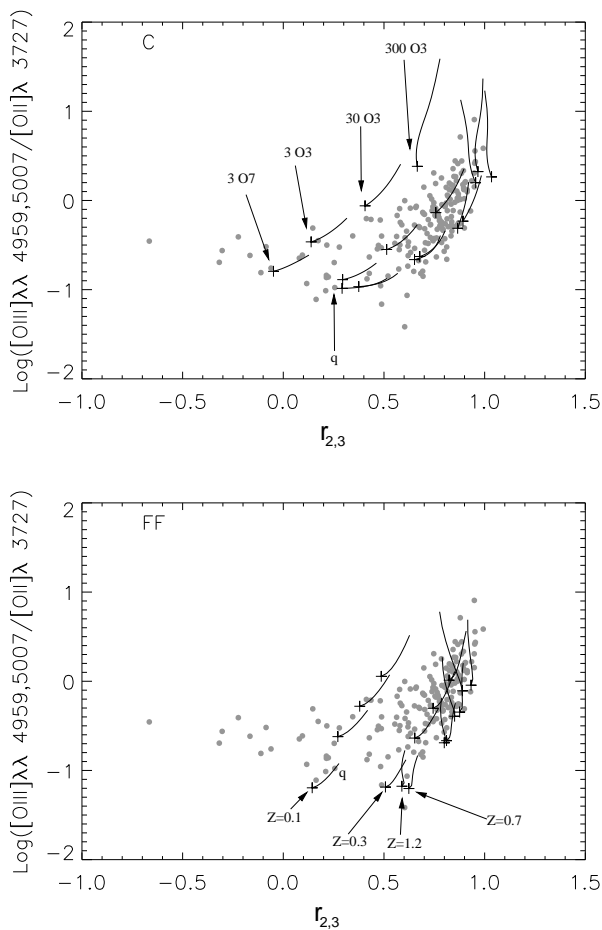 C
300 O3
30 O3
3 O3
3 O7
q
2
1
0
−1
−2
−1.0 −0.5 0.0 0.5 1.0 1.5
Log([OIII]λλ 4959,5007/[OII]λ 3727)
r2,3
FF
q
Z=0.1
Z=0.3
Z=1.2
Z=0.7
2
1
0
−1
−2
−1.0 −0.5 0.0 0.5 1.0 1.5
Log([OIII]λλ 4959,5007/[OII]λ 3727)
r2,3